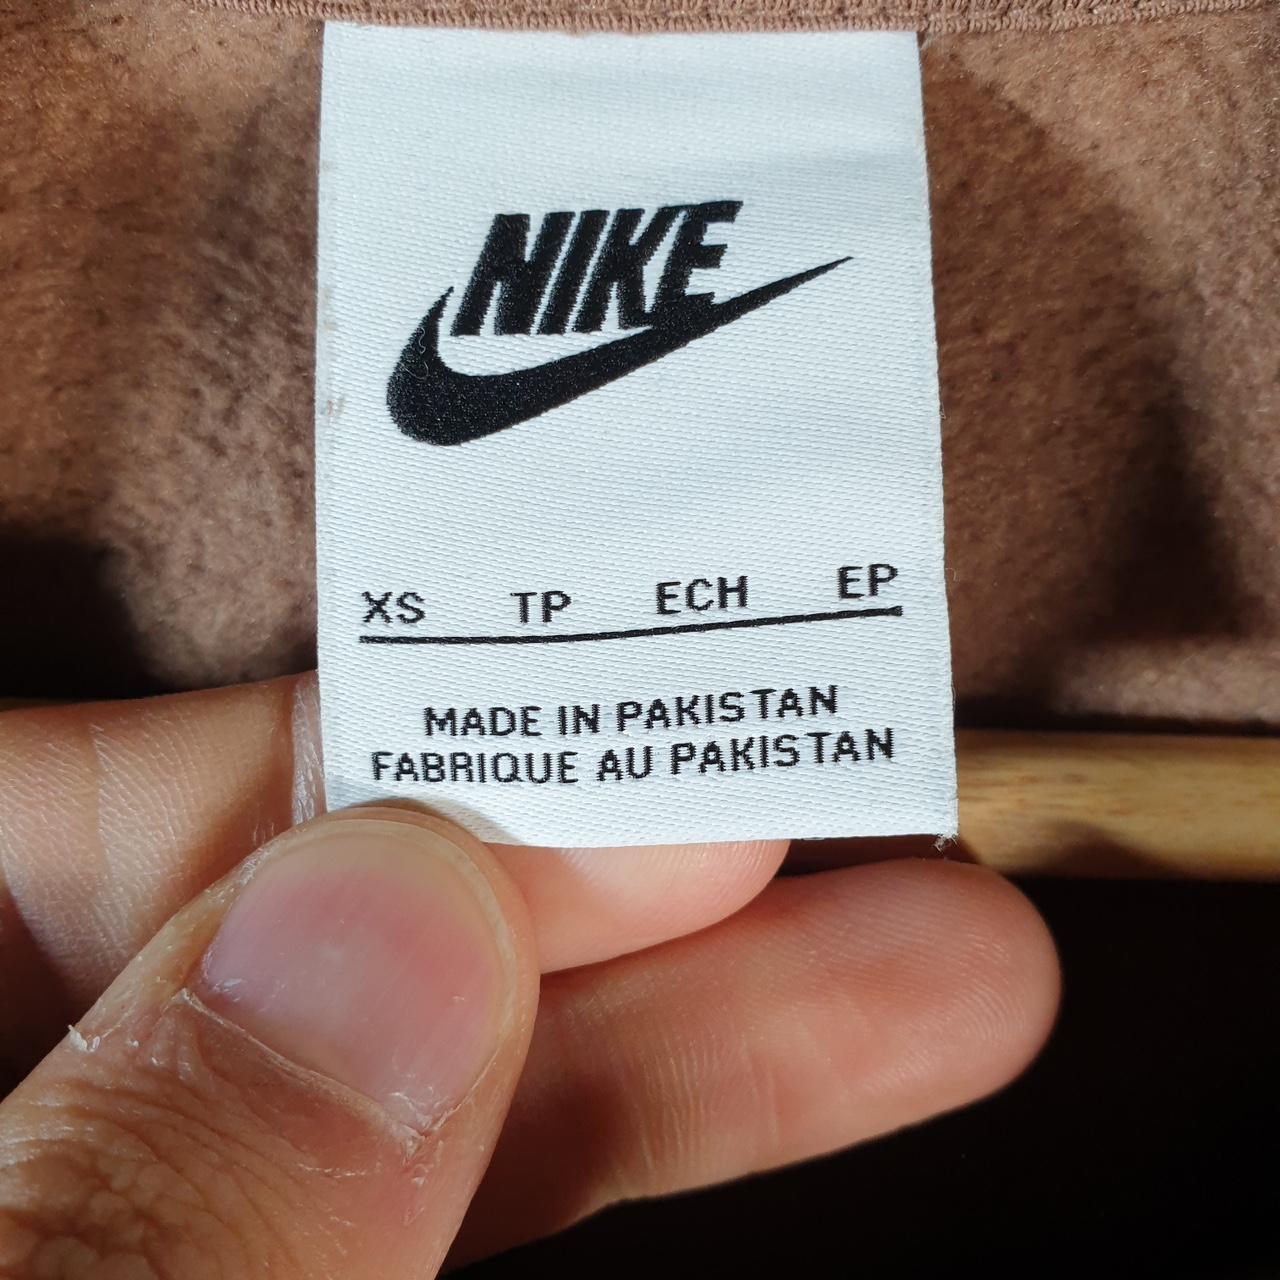 NIKE
XS TP ECH EP
MADE IN PAKISTAN
FABRIQUE AU PAKISTAN